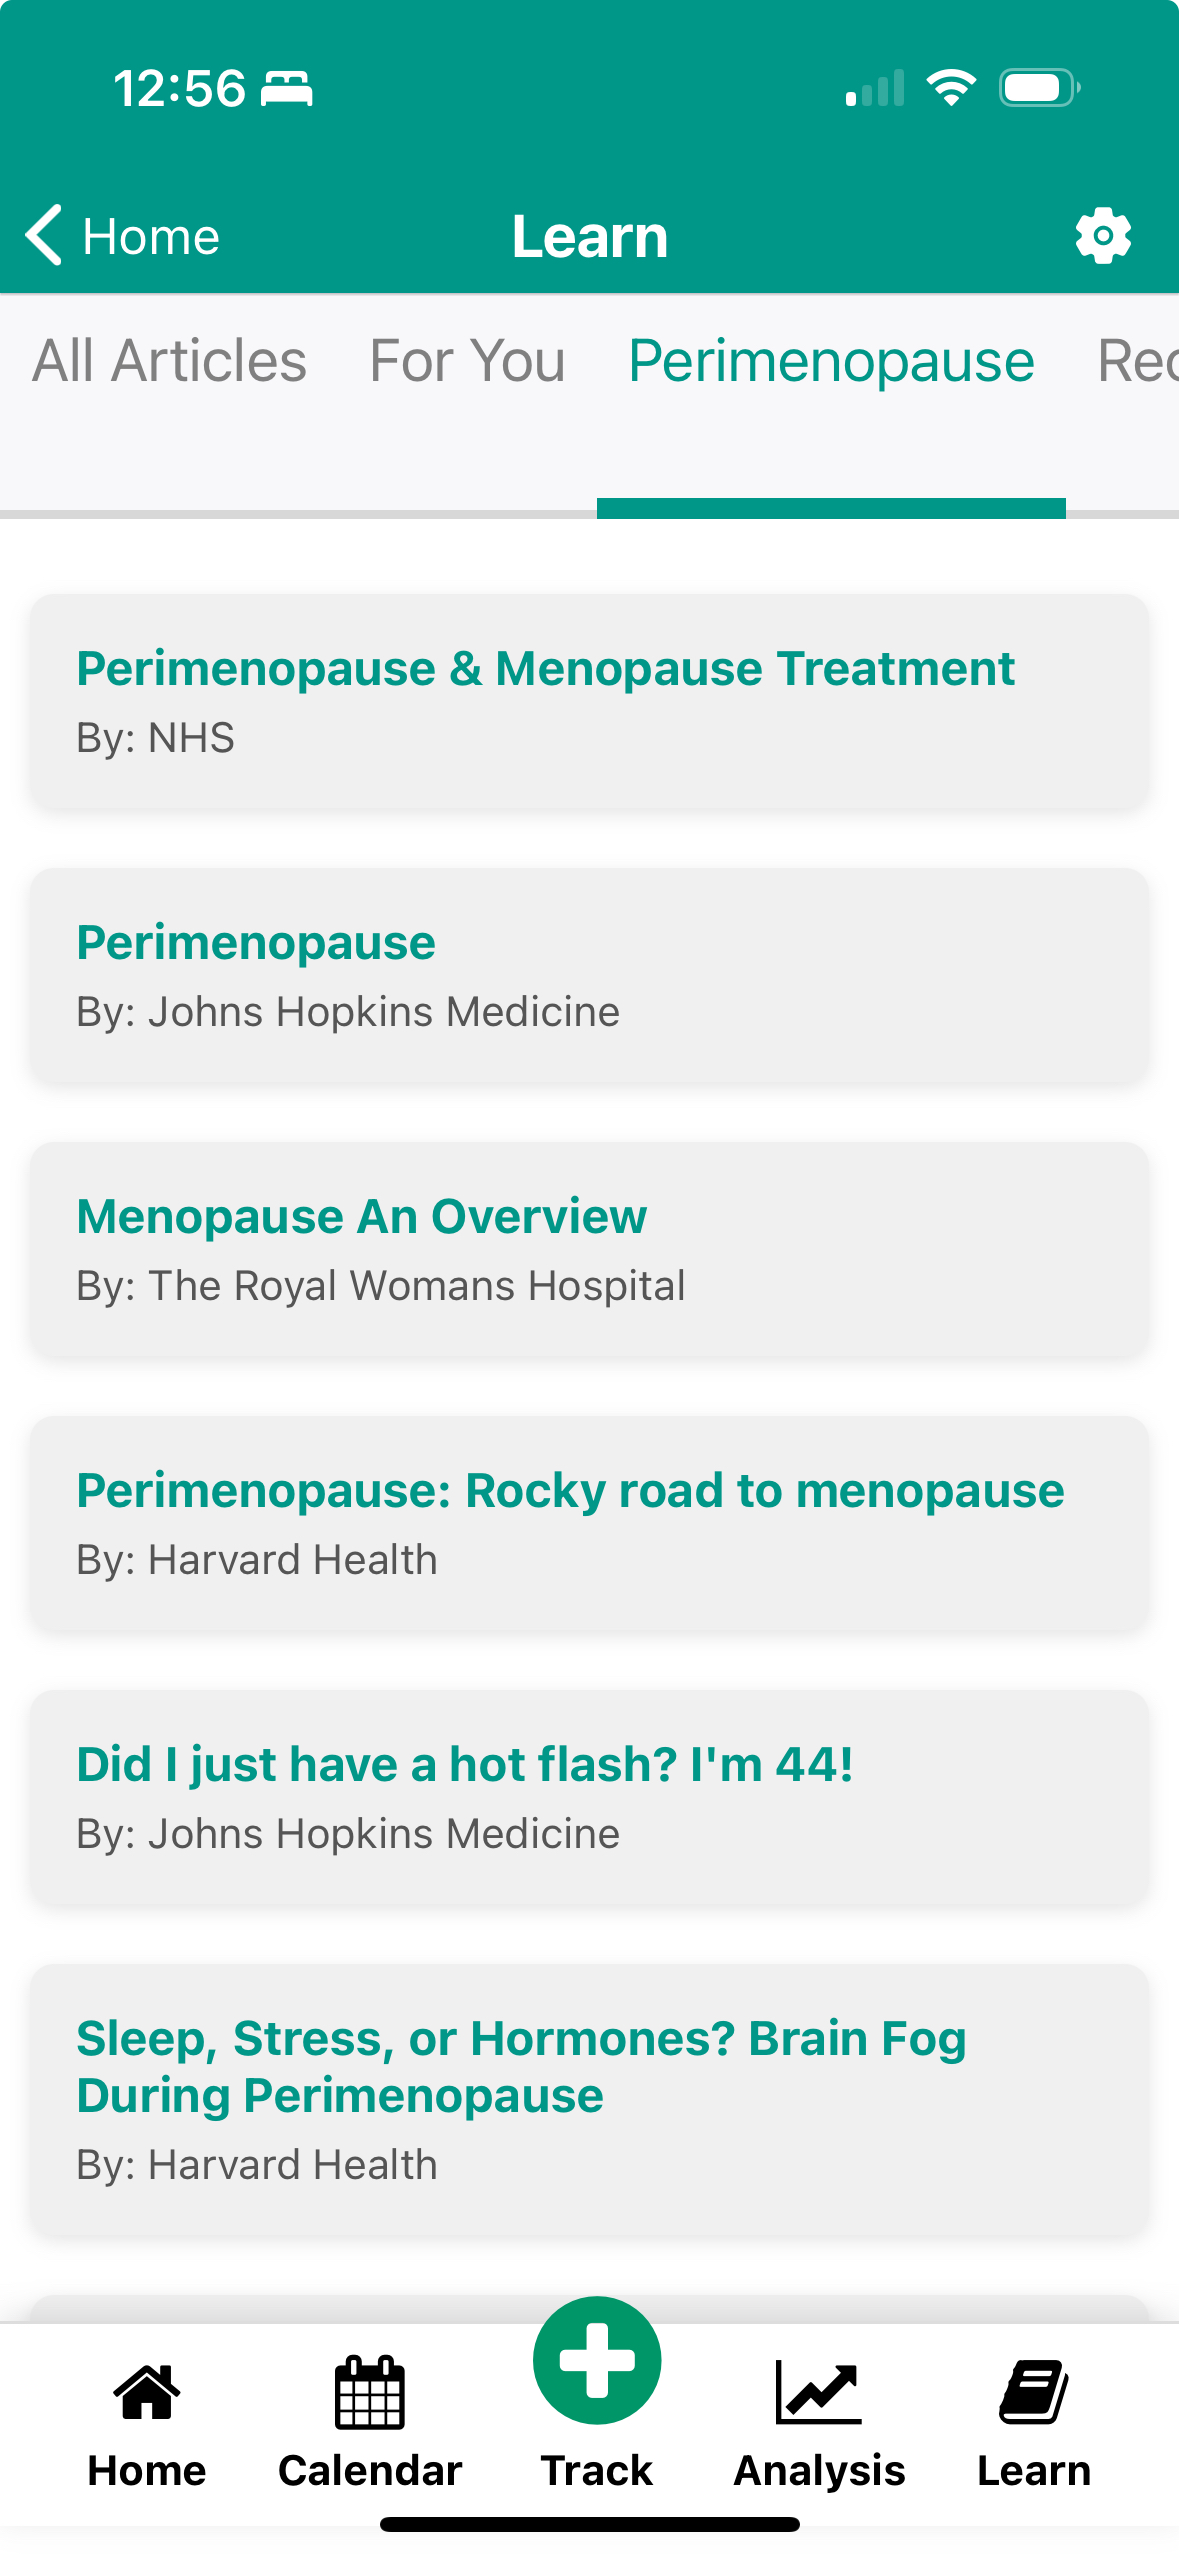 12:56
Home
Learn
All Articles
For You
Perimenopause
Rec
Perimenopause & Menopause Treatment
By: NHS
Perimenopause
By: Johns Hopkins Medicine
Menopause An Overview
By: The Royal Womans Hospital
Perimenopause: Rocky road to menopause
By: Harvard Health
Did I just have a hot flash? I'm 44!
By: Johns Hopkins Medicine
Sleep, Stress, or Hormones? Brain Fog
During Perimenopause
By: Harvard Health
Home
Calendar
Track
Analysis
Learn